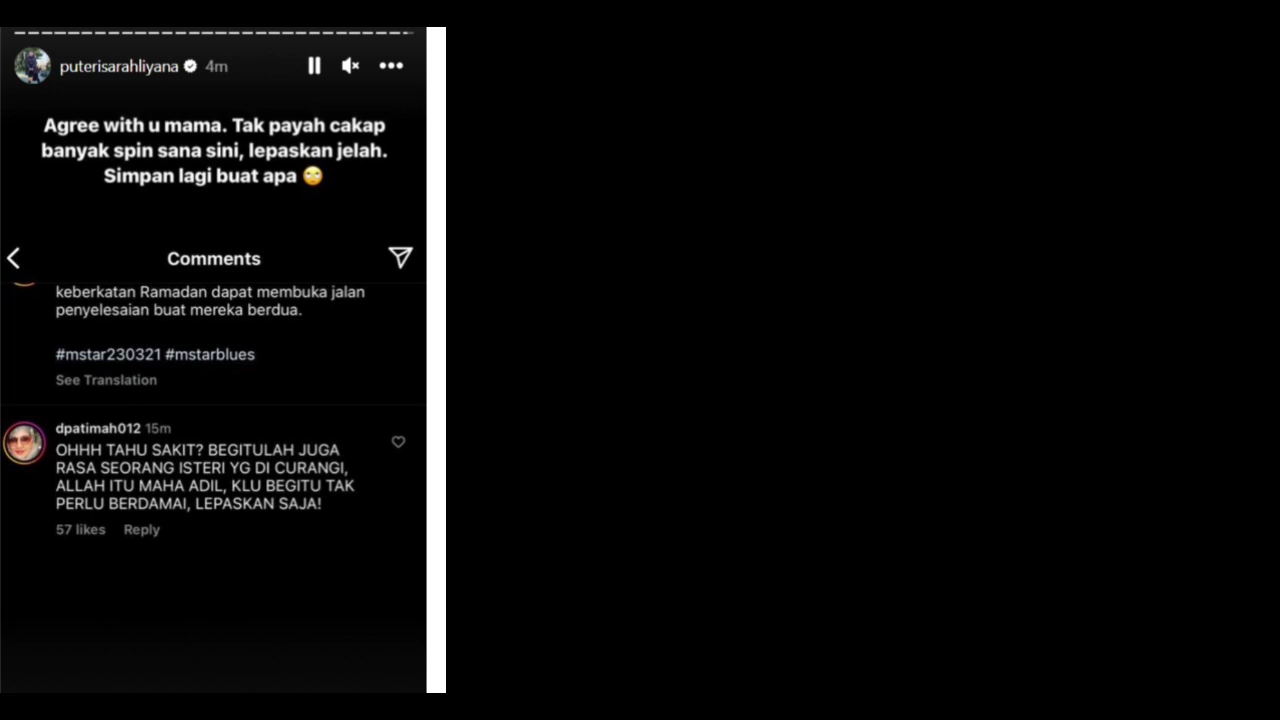 puterisarahliyana 4m
Agree with u mama. Tak payah cakap
banyak spin sana sini, lepaskan jelah.
Simpan lagi buat apa 🙄
Comments
keberkatan Ramadan dapat membuka jalan
penyelesaian buat mereka berdua.
#mstar230321 #mstarblues
See Translation
dpatimah012 15m
OHHH TAHU SAKIT? BEGITULAH JUGA
RASA SEORANG ISTERI YG DI CURANGI,
ALLAH ITU MAHA ADIL, KLU BEGITU TAK
PERLU BERDAMAI, LEPASKAN SAJA!
57 likes Reply